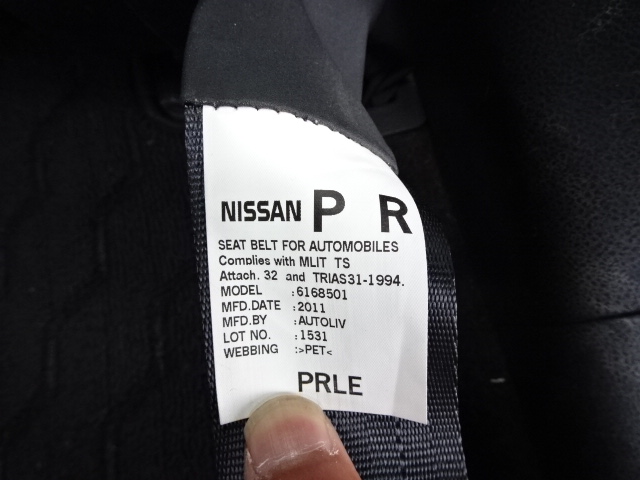 NISSAN P R
SEAT BELT FOR AUTOMOBILES
Complies with MLIT TS
Attach. 32 and TRIAS31-1994.
MODEL :6168501
MFD.DATE :2011
MFD.BY :AUTOLIV
LOT NO. :1531
WEBBING :>PET<
PRLE